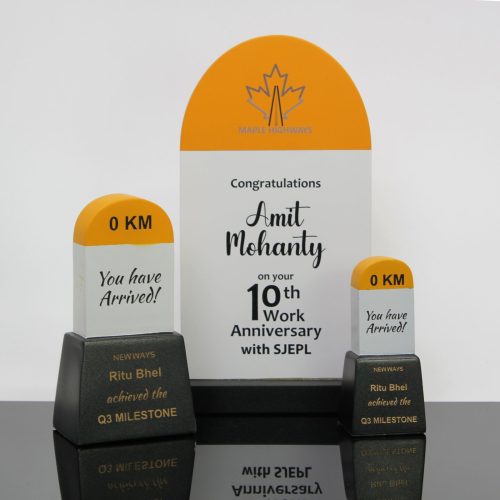 MAPLE HIGHWAYS
Congratulations
Amit
Mohanty
on your
10th
Work
Anniversary
with SJEPL
0 KM
You have
Arrived!
NEWWAYS
Ritu Bhel
achieved the
Q3 MILESTONE
0 KM
You have
Arrived!
NEWWAYS
Ritu Bhel
achieved the
Q3 MILESTONE